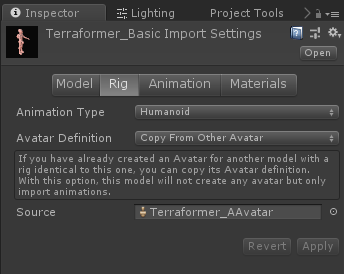 Inspector Lighting Project Tools
Terraformer_Basic Import Settings
Open
Model Rig Animation Materials
Animation Type Humanoid
Avatar Definition Copy From Other Avatar
If you have already created an Avatar for another model with a
rig identical to this one, you can copy its Avatar definition.
With this option, this model will not create any avatar but only
import animations.
Source Terraformer_AAvatar
Revert Apply